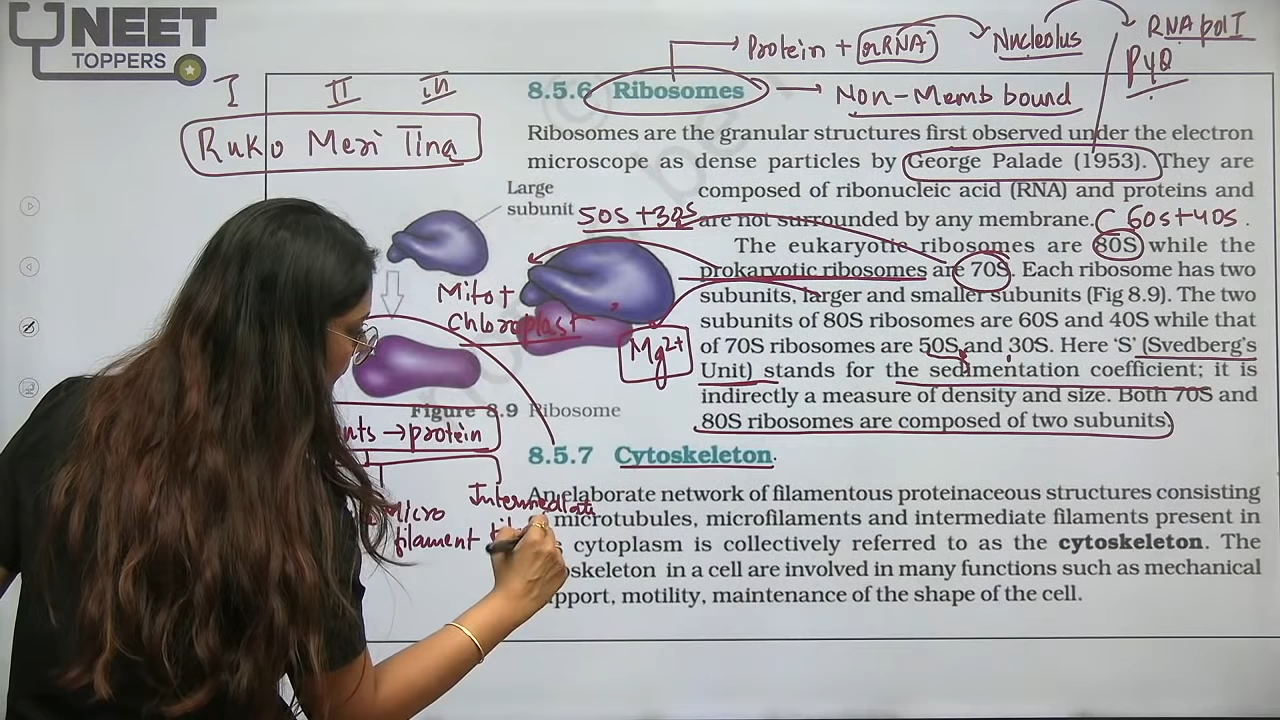 NEET
TOPPERS
Protein + rRNA
Nucleolus
RNA pol I
PYQ
I II III
Ruko Meri Tina
8.5.6 Ribosomes
Non-Memb bound
Ribosomes are the granular structures first observed under the electron
microscope as dense particles by George Palade (1953). They are
composed of ribonucleic acid (RNA) and proteins and
are not surrounded by any membrane.
60S+40S
Large
subunit
50S+30S
The eukaryotic ribosomes are 80S while the
prokaryotic ribosomes are 70S. Each ribosome has two
subunits, larger and smaller subunits (Fig 8.9). The two
subunits of 80S ribosomes are 60S and 40S while that
of 70S ribosomes are 50S and 30S. Here 'S' (Svedberg's
Unit) stands for the sedimentation coefficient; it is
indirectly a measure of density and size. Both 70S and
80S ribosomes are composed of two subunits.
Mito +
Chloroplast
Mg2+
Figure 8.9 Ribosome
nts → protein
Micro
filament
Intermediate
8.5.7 Cytoskeleton
An elaborate network of filamentous proteinaceous structures consisting
microtubules, microfilaments and intermediate filaments present in
cytoplasm is collectively referred to as the cytoskeleton. The
oskeleton in a cell are involved in many functions such as mechanical
pport, motility, maintenance of the shape of the cell.